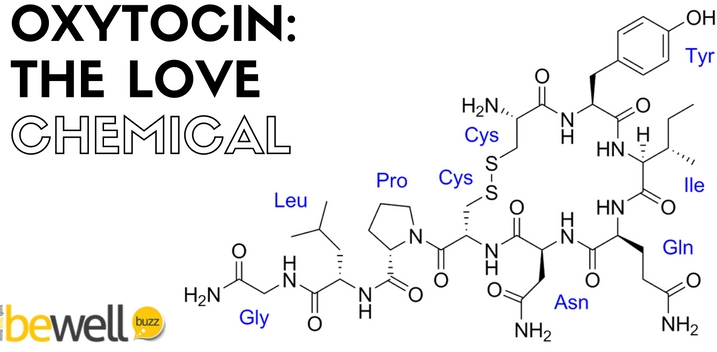 OXYTOCIN:
THE LOVE
CHEMICAL
OH
Tyr
O
H2N
N
H
O
Cys
HN
H
S
Cys
S
Ile
O
HN
Pro
Leu
O
H
N
Gln
N
O
N
H
O
O
H
N
O
N
H
O
O
Asn
O
H2N
Gly
O
NH2
NH2
bewell
buzz